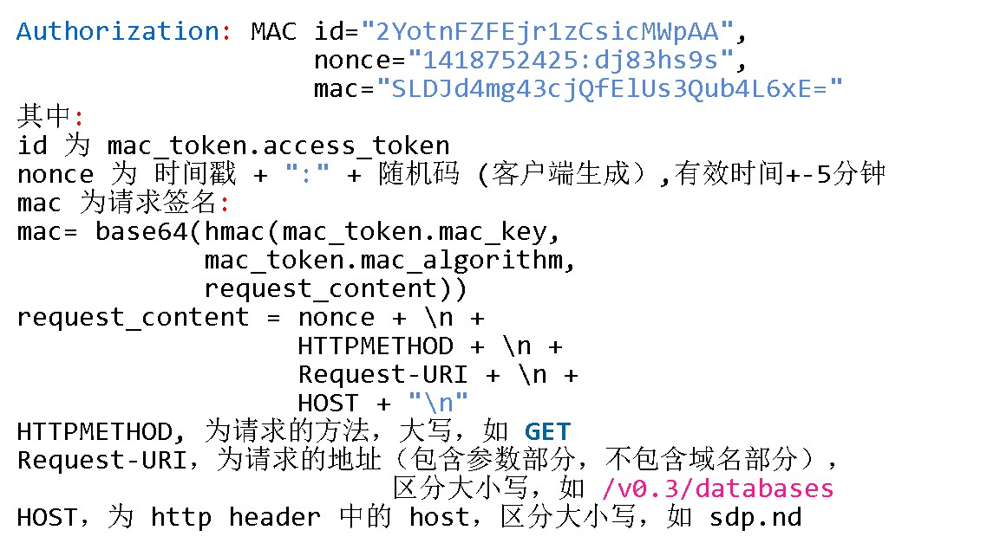 Authorization: MAC id="2YotnFZFEjr1zCsicMWpAA",
nonce="1418752425:dj83hs9s",
mac="SLDJd4mg43cjQfElUs3Qub4L6xE="
其中:
id 为 mac_token.access_token
nonce 为 时间戳 + ":" + 随机码 (客户端生成）,有效时间+-5分钟
mac 为请求签名:
mac= base64(hmac(mac_token.mac_key,
mac_token.mac_algorithm,
request_content))
request_content = nonce + \n +
HTTPMETHOD + \n +
Request-URI + \n +
HOST + "\n"
HTTPMETHOD, 为请求的方法，大写，如 GET
Request-URI，为请求的地址（包含参数部分，不包含域名部分），
区分大小写，如 /v0.3/databases
HOST，为 http header 中的 host，区分大小写，如 sdp.nd